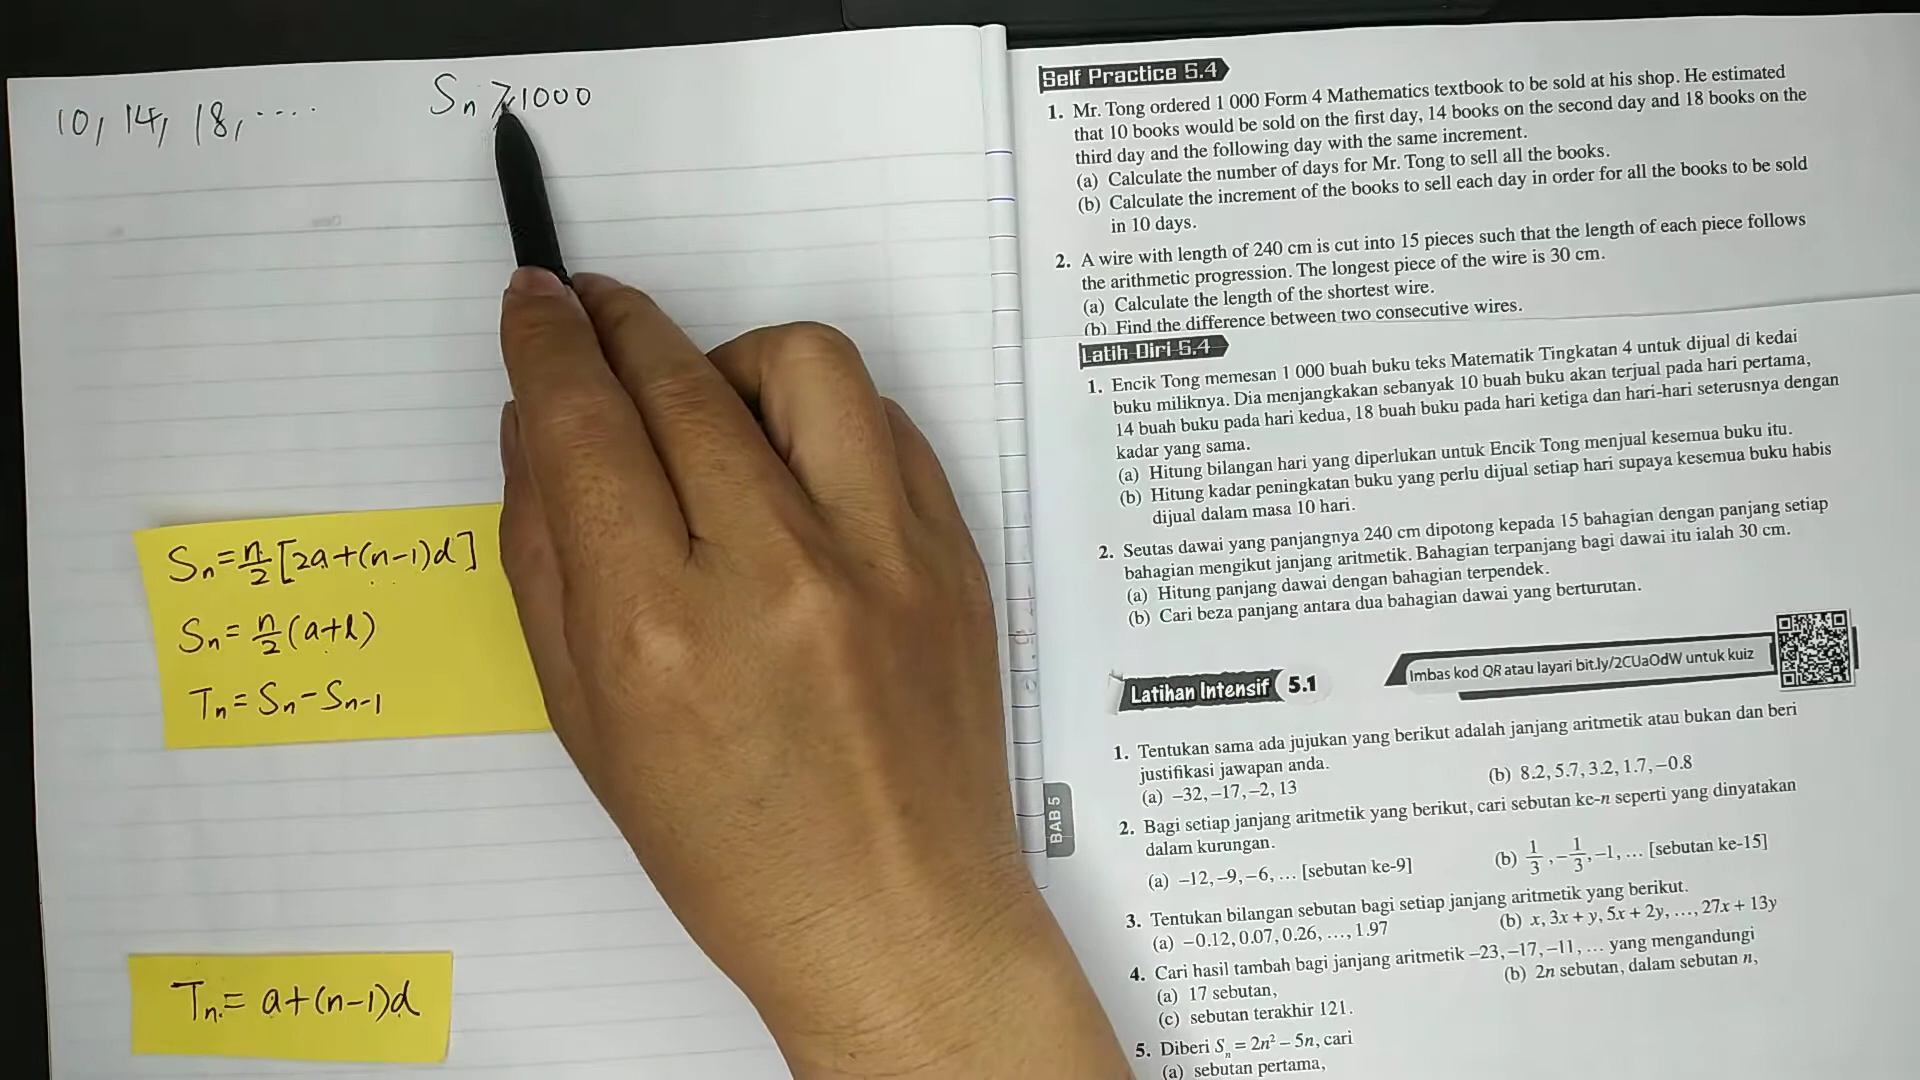 10, 14, 18, ....
Sn ≥ 1000
Sn = n/2 [2a+(n-1)d]
Sn = n/2 (a+l)
Tn = Sn - Sn-1
Tn = a+(n-1)d
Self Practice 5.4
1. Mr. Tong ordered 1 000 Form 4 Mathematics textbook to be sold at his shop. He estimated
that 10 books would be sold on the first day, 14 books on the second day and 18 books on the
third day and the following day with the same increment.
(a) Calculate the number of days for Mr. Tong to sell all the books.
(b) Calculate the increment of the books to sell each day in order for all the books to be sold
in 10 days.
2. A wire with length of 240 cm is cut into 15 pieces such that the length of each piece follows
the arithmetic progression. The longest piece of the wire is 30 cm.
(a) Calculate the length of the shortest wire.
(b) Find the difference between two consecutive wires.
Latih Diri 5.4
1. Encik Tong memesan 1 000 buah buku teks Matematik Tingkatan 4 untuk dijual di kedai
buku miliknya. Dia menjangkakan sebanyak 10 buah buku akan terjual pada hari pertama,
14 buah buku pada hari kedua, 18 buah buku pada hari ketiga dan hari-hari seterusnya dengan
kadar yang sama.
(a) Hitung bilangan hari yang diperlukan untuk Encik Tong menjual kesemua buku itu.
(b) Hitung kadar peningkatan buku yang perlu dijual setiap hari supaya kesemua buku habis
dijual dalam masa 10 hari.
2. Seutas dawai yang panjangnya 240 cm dipotong kepada 15 bahagian dengan panjang setiap
bahagian mengikut janjang aritmetik. Bahagian terpanjang bagi dawai itu ialah 30 cm.
(a) Hitung panjang dawai dengan bahagian terpendek.
(b) Cari beza panjang antara dua bahagian dawai yang berturutan.
Latihan Intensif 5.1
Imbas kod QR atau layari bit.ly/2CUaOdW untuk kuiz
1. Tentukan sama ada jujukan yang berikut adalah janjang aritmetik atau bukan dan beri
justifikasi jawapan anda.
(a) –32, –17, –2, 13
(b) 8.2, 5.7, 3.2, 1.7, –0.8
2. Bagi setiap janjang aritmetik yang berikut, cari sebutan ke-n seperti yang dinyatakan
dalam kurungan.
(a) –12, –9, –6, … [sebutan ke-9]
(b) 1/3, –1/3, –1, … [sebutan ke-15]
3. Tentukan bilangan sebutan bagi setiap janjang aritmetik yang berikut.
(a) –0.12, 0.07, 0.26, …, 1.97
(b) x, 3x + y, 5x + 2y, …, 27x + 13y
4. Cari hasil tambah bagi janjang aritmetik –23, –17, –11, … yang mengandungi
(a) 17 sebutan,
(b) 2n sebutan, dalam sebutan n,
(c) sebutan terakhir 121.
5. Diberi Sn = 2n² – 5n, cari
(a) sebutan pertama,
BAB 5